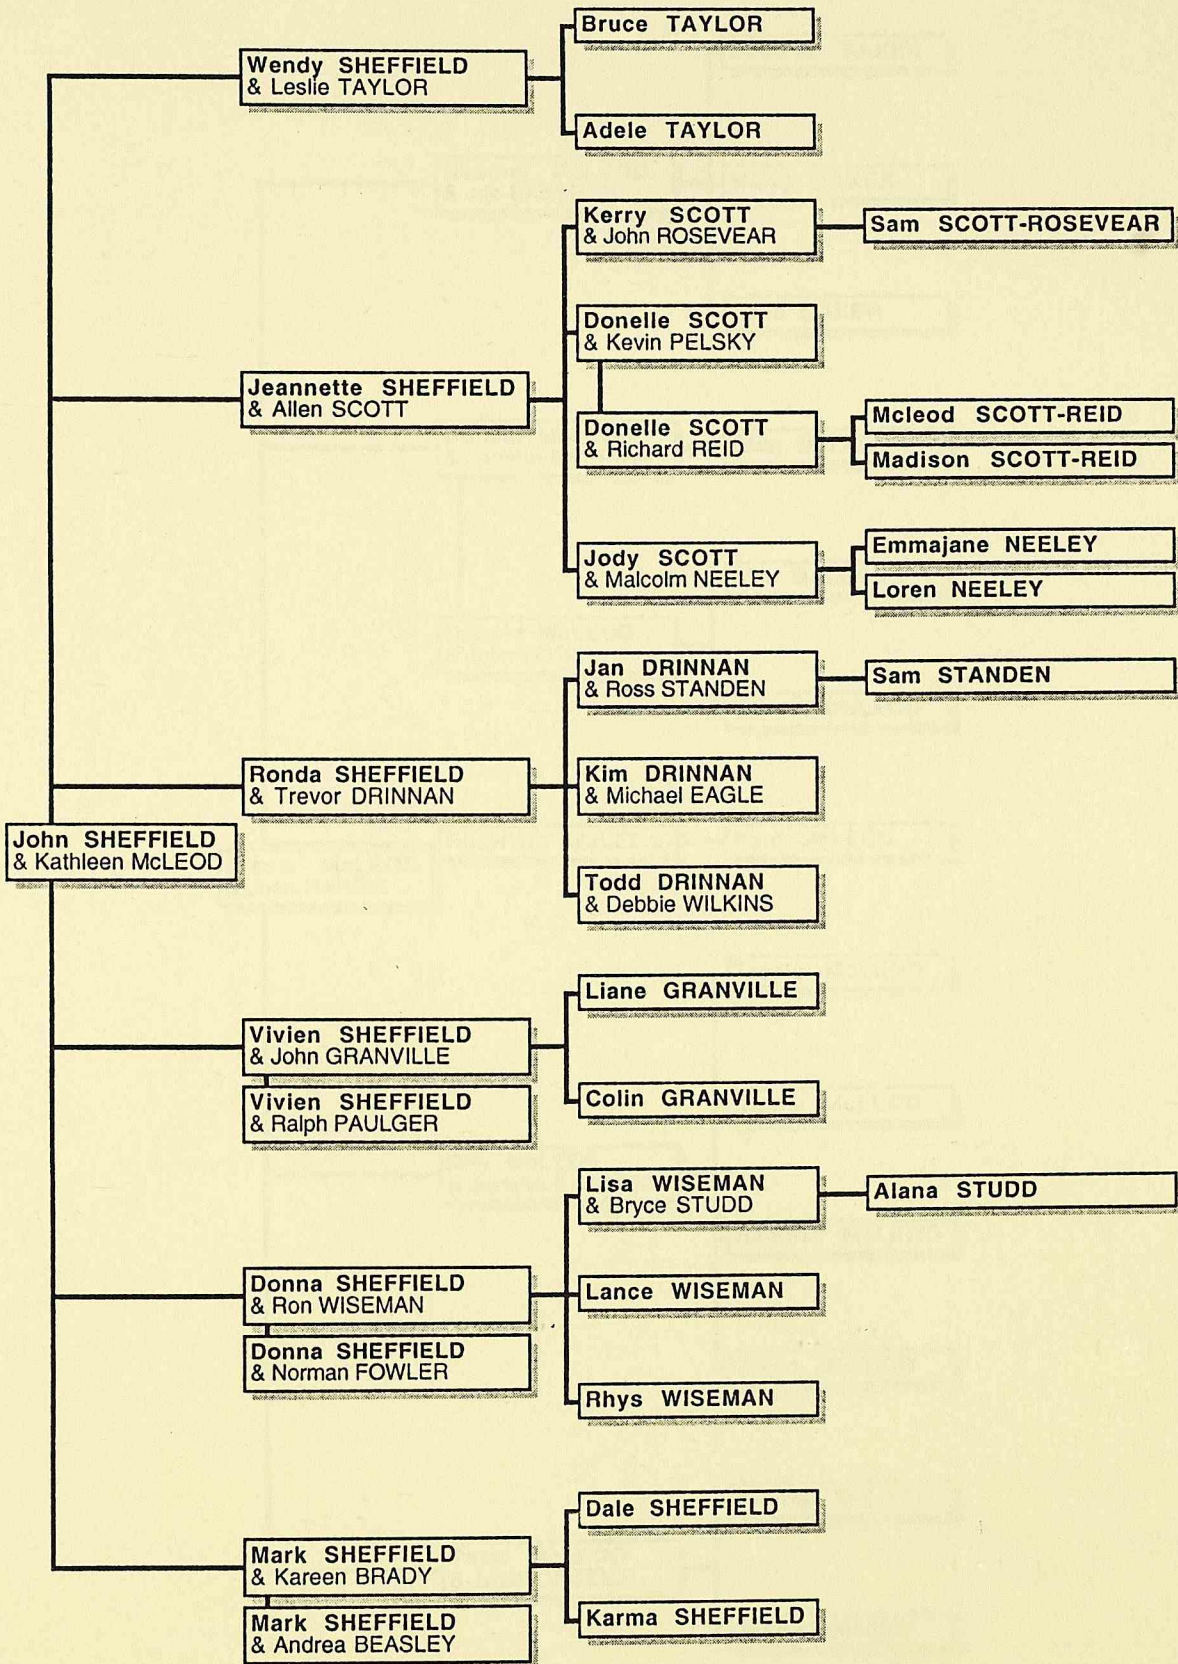 Bruce TAYLOR
Wendy SHEFFIELD
& Leslie TAYLOR
Adele TAYLOR
Kerry SCOTT
& John ROSEVEAR
Sam SCOTT-ROSEVEAR
Donelle SCOTT
& Kevin PELSKY
Jeannette SHEFFIELD
& Allen SCOTT
Donelle SCOTT
& Richard REID
Mcleod SCOTT-REID
Madison SCOTT-REID
Jody SCOTT
& Malcolm NEELEY
Emmajane NEELEY
Loren NEELEY
Jan DRINNAN
& Ross STANDEN
Sam STANDEN
Ronda SHEFFIELD
& Trevor DRINNAN
Kim DRINNAN
& Michael EAGLE
John SHEFFIELD
& Kathleen McLEOD
Todd DRINNAN
& Debbie WILKINS
Liane GRANVILLE
Vivien SHEFFIELD
& John GRANVILLE
Vivien SHEFFIELD
& Ralph PAULGER
Colin GRANVILLE
Lisa WISEMAN
& Bryce STUDD
Alana STUDD
Donna SHEFFIELD
& Ron WISEMAN
Lance WISEMAN
Donna SHEFFIELD
& Norman FOWLER
Rhys WISEMAN
Dale SHEFFIELD
Mark SHEFFIELD
& Kareen BRADY
Mark SHEFFIELD
& Andrea BEASLEY
Karma SHEFFIELD